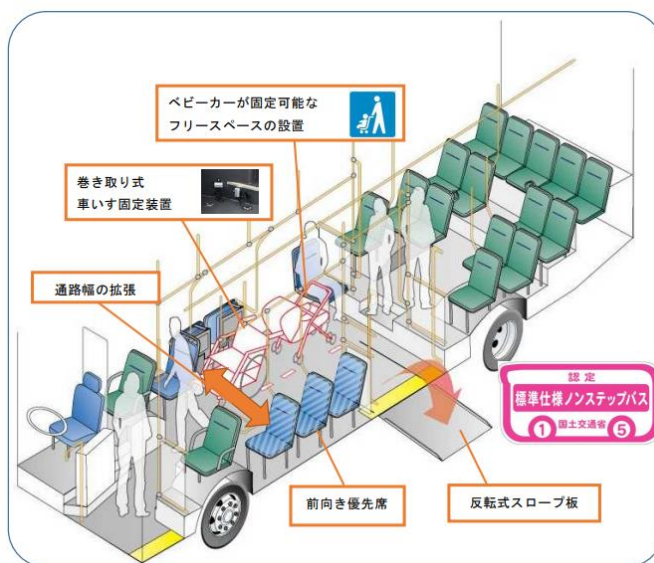 ベビーカーが固定可能な
フリースペースの設置
巻き取り式
車いす固定装置
通路幅の拡張
認定
標準仕様ノンステップバス
① 国土交通省 ⑤
前向き優先席
反転式スロープ板